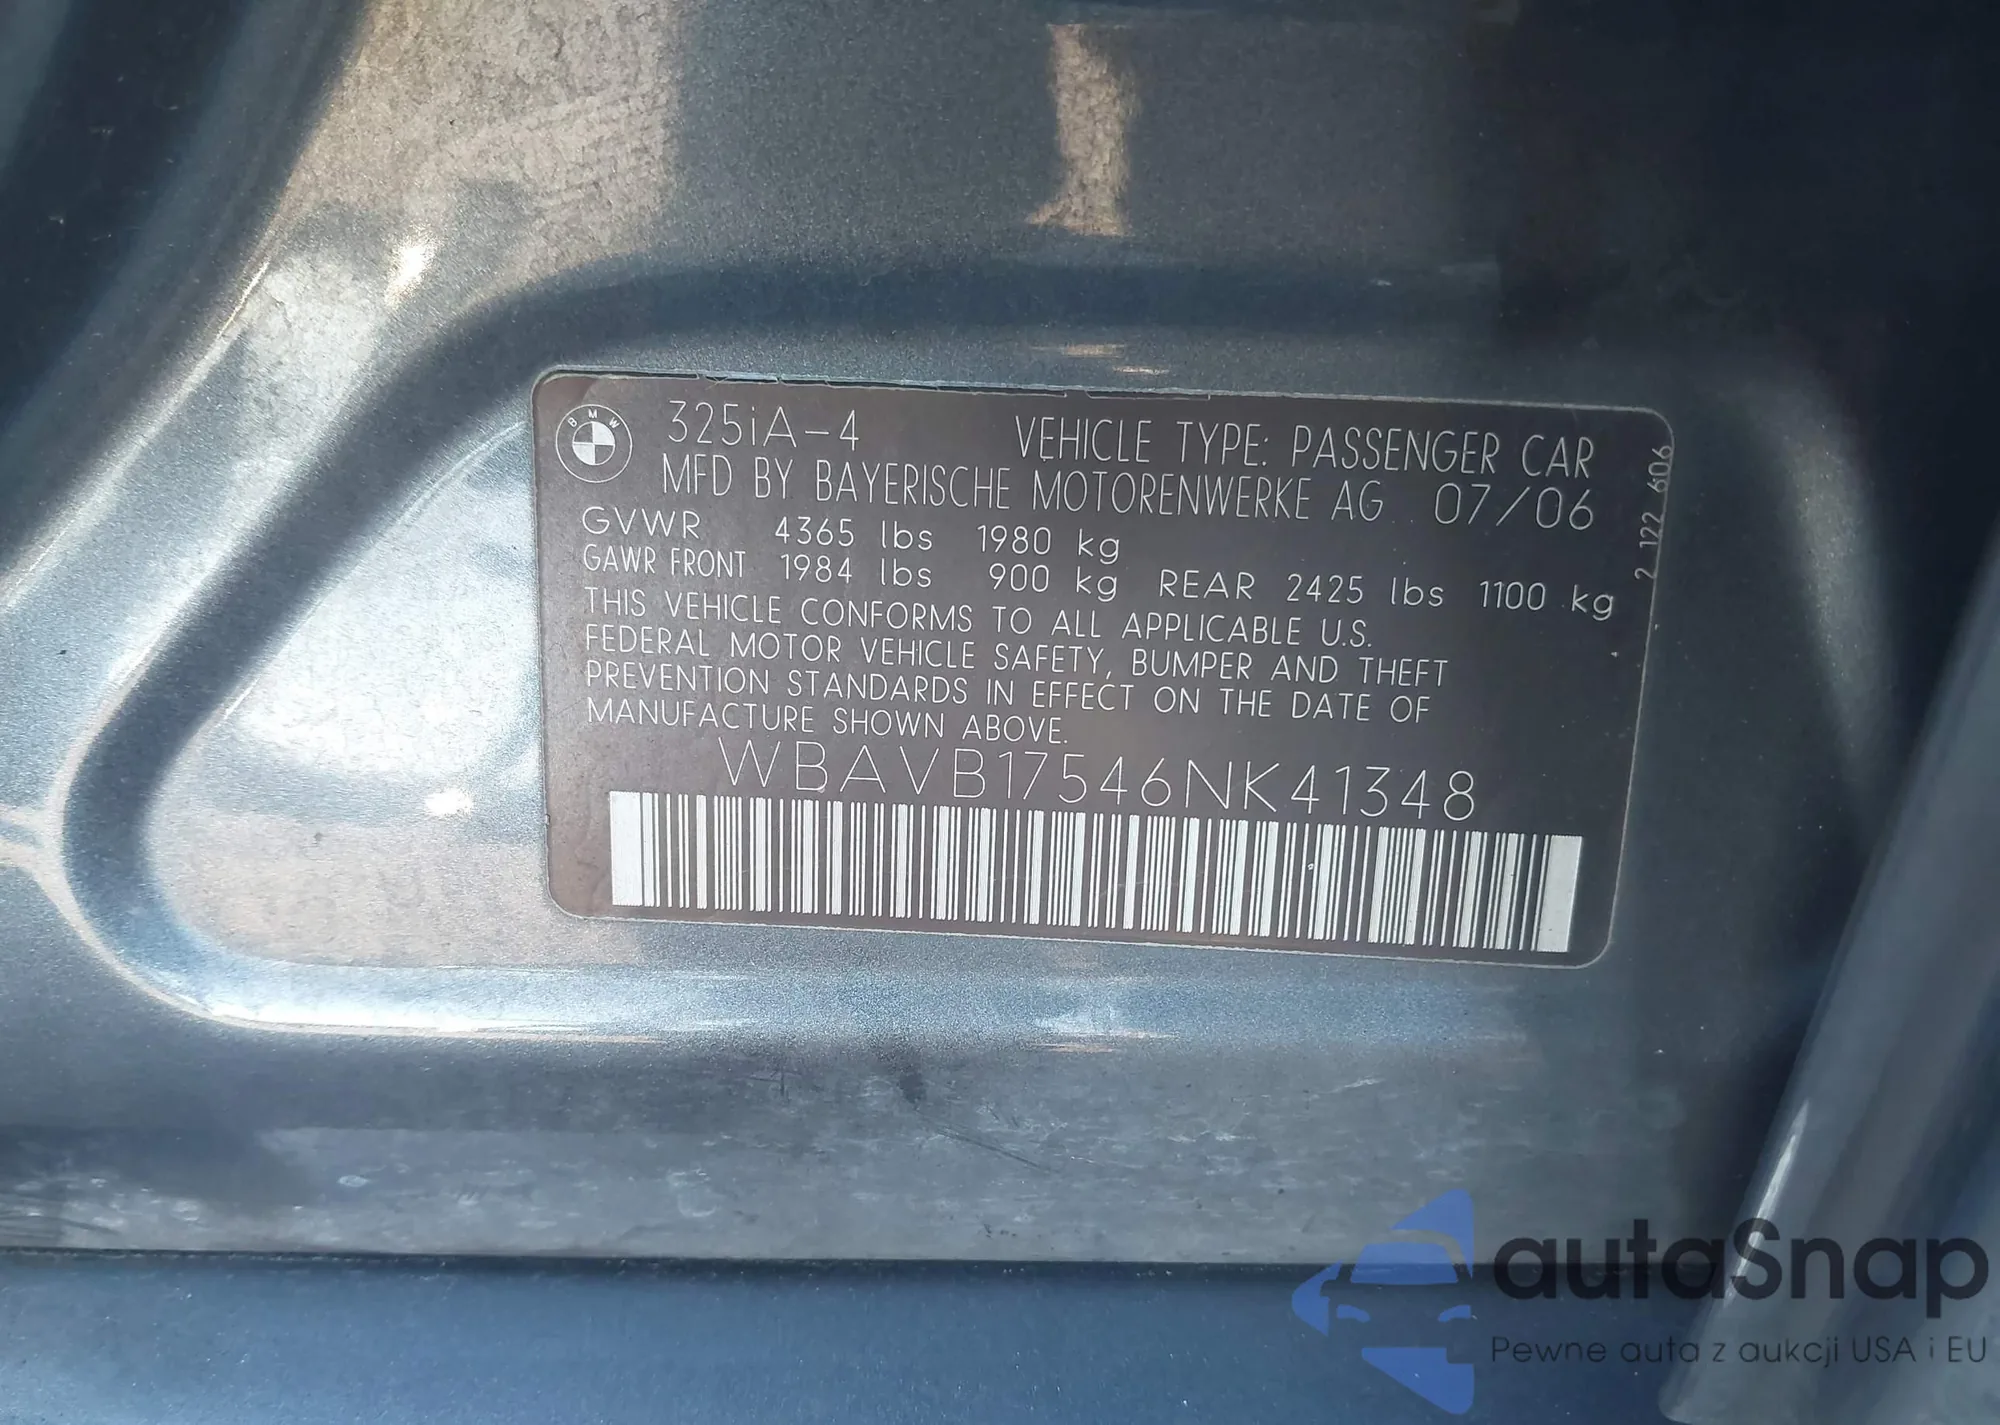 BMW
325iA-4 VEHICLE TYPE: PASSENGER CAR
MFD BY BAYERISCHE MOTORENWERKE AG 07/06
GVWR 4365 lbs 1980 kg
GAWR FRONT 1984 lbs 900 kg REAR 2425 lbs 1100 kg
THIS VEHICLE CONFORMS TO ALL APPLICABLE U.S.
FEDERAL MOTOR VEHICLE SAFETY, BUMPER AND THEFT
PREVENTION STANDARDS IN EFFECT ON THE DATE OF
MANUFACTURE SHOWN ABOVE.
WBAVB17546NK41348
2 122 606
autaSnap
Pewne auta z aukcji USA i EU